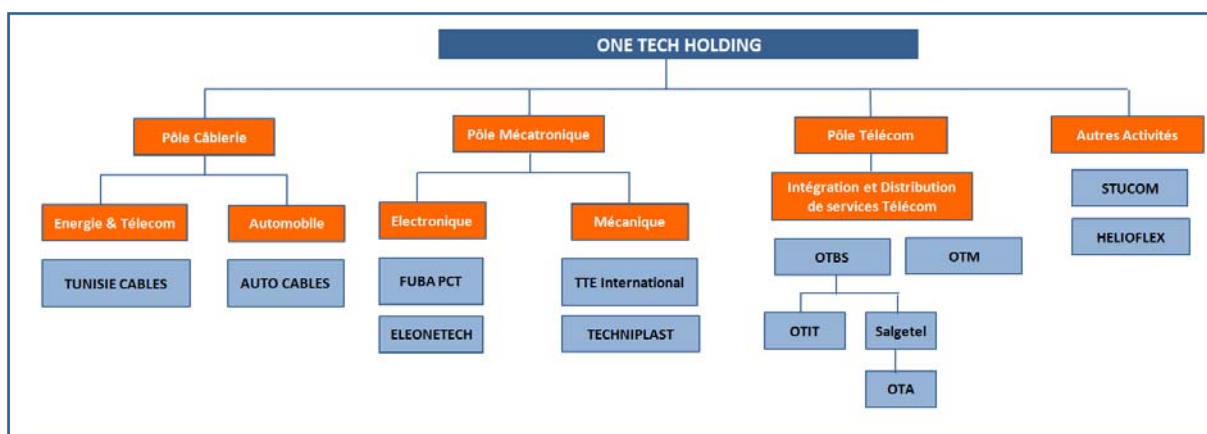 ONE TECH HOLDING
Pôle Câblerie
Pôle Mécatronique
Pôle Télécom
Autres Activités
Energie & Télecom
Automobile
Electronique
Mécanique
Intégration et Distribution
de services Télécom
STUCOM
HELIOFLEX
TUNISIE CABLES
AUTO CABLES
FUBA PCT
TTE International
OTBS
OTM
ELEONETECH
TECHNIPLAST
OTIT
Salgetel
OTA